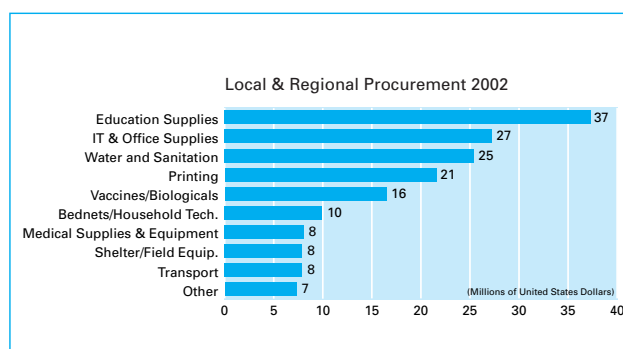 Local & Regional Procurement 2002
Education Supplies 37
IT & Office Supplies 27
Water and Sanitation 25
Printing 21
Vaccines/Biologicals 16
Bednets/Household Tech. 10
Medical Supplies & Equipment 8
Shelter/Field Equip. 8
Transport 8
Other 7
(Millions of United States Dollars)
0 5 10 15 20 25 30 35 40